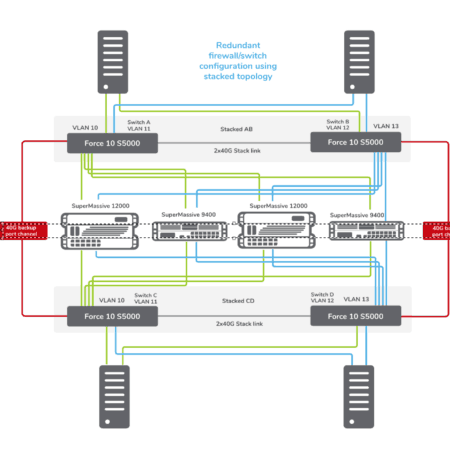 Redundant
firewall/switch
configuration using
stacked topology
Switch A
VLAN 10
VLAN 11
Stacked AB
Switch B
VLAN 12
VLAN 13
Force 10 S5000
Force 10 S5000
2x40G Stack link
SuperMassive 12000
SuperMassive 9400
SuperMassive 12000
SuperMassive 9400
40G backup
port channel
40G ba
port ch
VLAN 10
Switch C
VLAN 11
Stacked CD
Switch D
VLAN 12
VLAN 13
Force 10 S5000
Force 10 S5000
2x40G Stack link